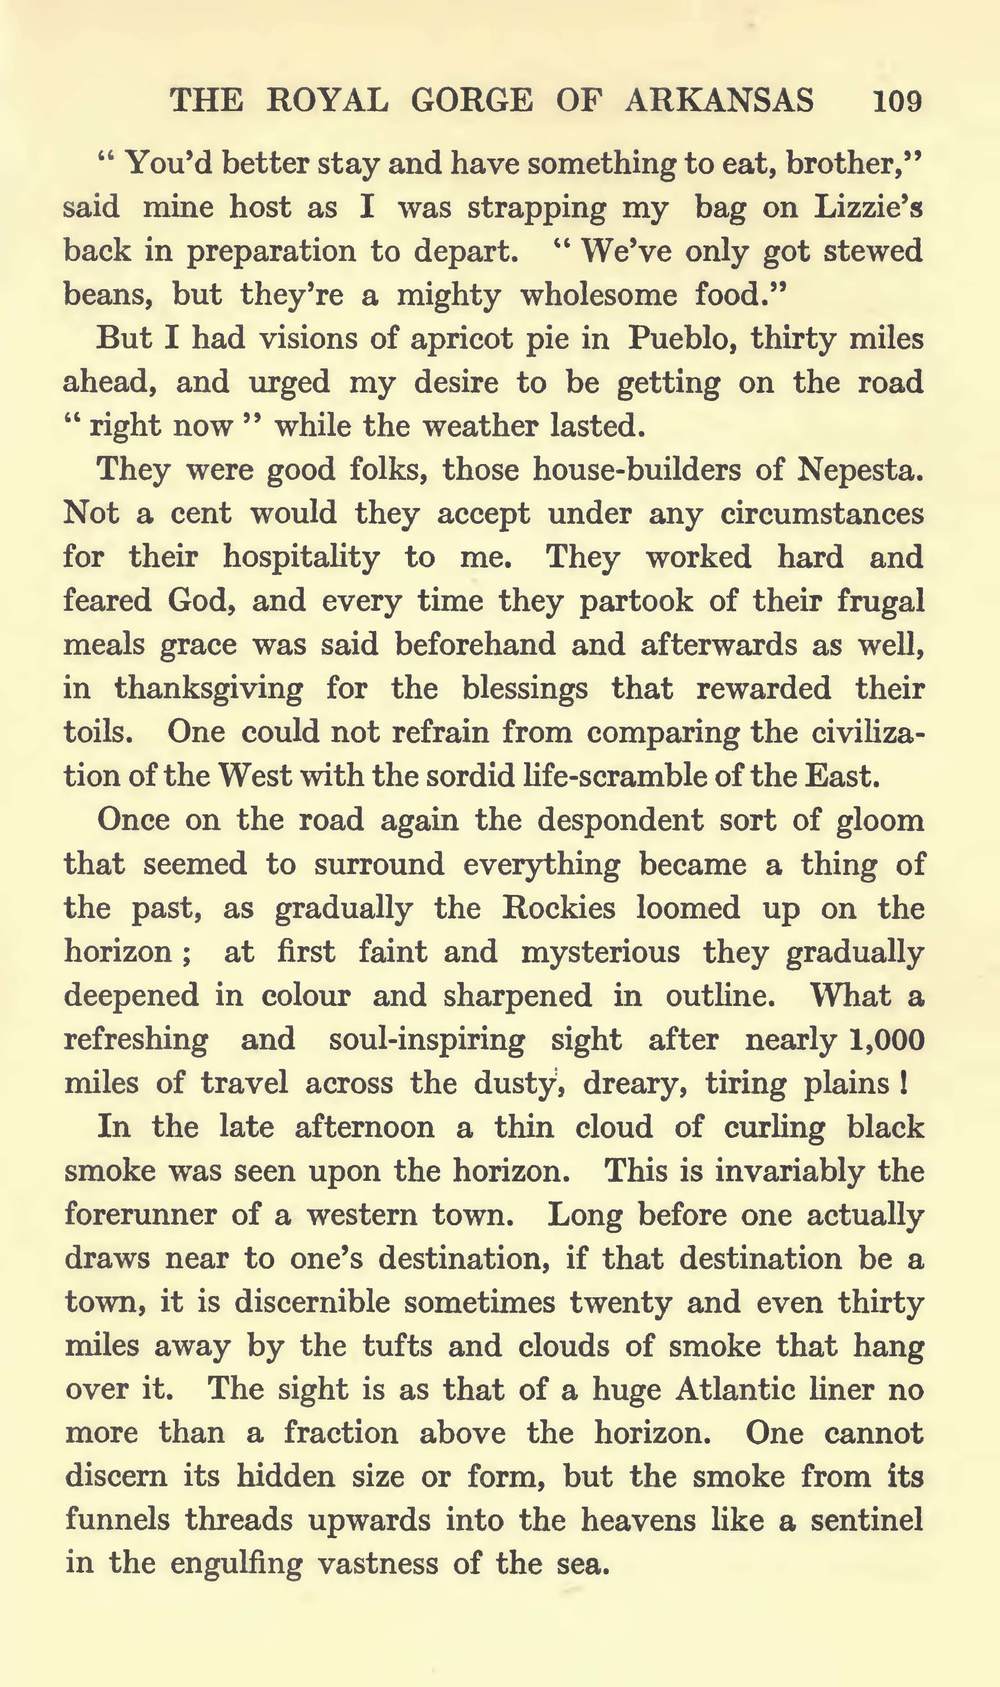 THE ROYAL GORGE OF ARKANSAS 109
“ You’d better stay and have something to eat, brother,”
said mine host as I was strapping my bag on Lizzie’s
back in preparation to depart. “ We’ve only got stewed
beans, but they’re a mighty wholesome food.”
But I had visions of apricot pie in Pueblo, thirty miles
ahead, and urged my desire to be getting on the road
“ right now ” while the weather lasted.
They were good folks, those house-builders of Nepesta.
Not a cent would they accept under any circumstances
for their hospitality to me. They worked hard and
feared God, and every time they partook of their frugal
meals grace was said beforehand and afterwards as well,
in thanksgiving for the blessings that rewarded their
toils. One could not refrain from comparing the civiliza-
tion of the West with the sordid life-scramble of the East.
Once on the road again the despondent sort of gloom
that seemed to surround everything became a thing of
the past, as gradually the Rockies loomed up on the
horizon ; at first faint and mysterious they gradually
deepened in colour and sharpened in outline. What a
refreshing and soul-inspiring sight after nearly 1,000
miles of travel across the dusty, dreary, tiring plains !
In the late afternoon a thin cloud of curling black
smoke was seen upon the horizon. This is invariably the
forerunner of a western town. Long before one actually
draws near to one’s destination, if that destination be a
town, it is discernible sometimes twenty and even thirty
miles away by the tufts and clouds of smoke that hang
over it. The sight is as that of a huge Atlantic liner no
more than a fraction above the horizon. One cannot
discern its hidden size or form, but the smoke from its
funnels threads upwards into the heavens like a sentinel
in the engulfing vastness of the sea.